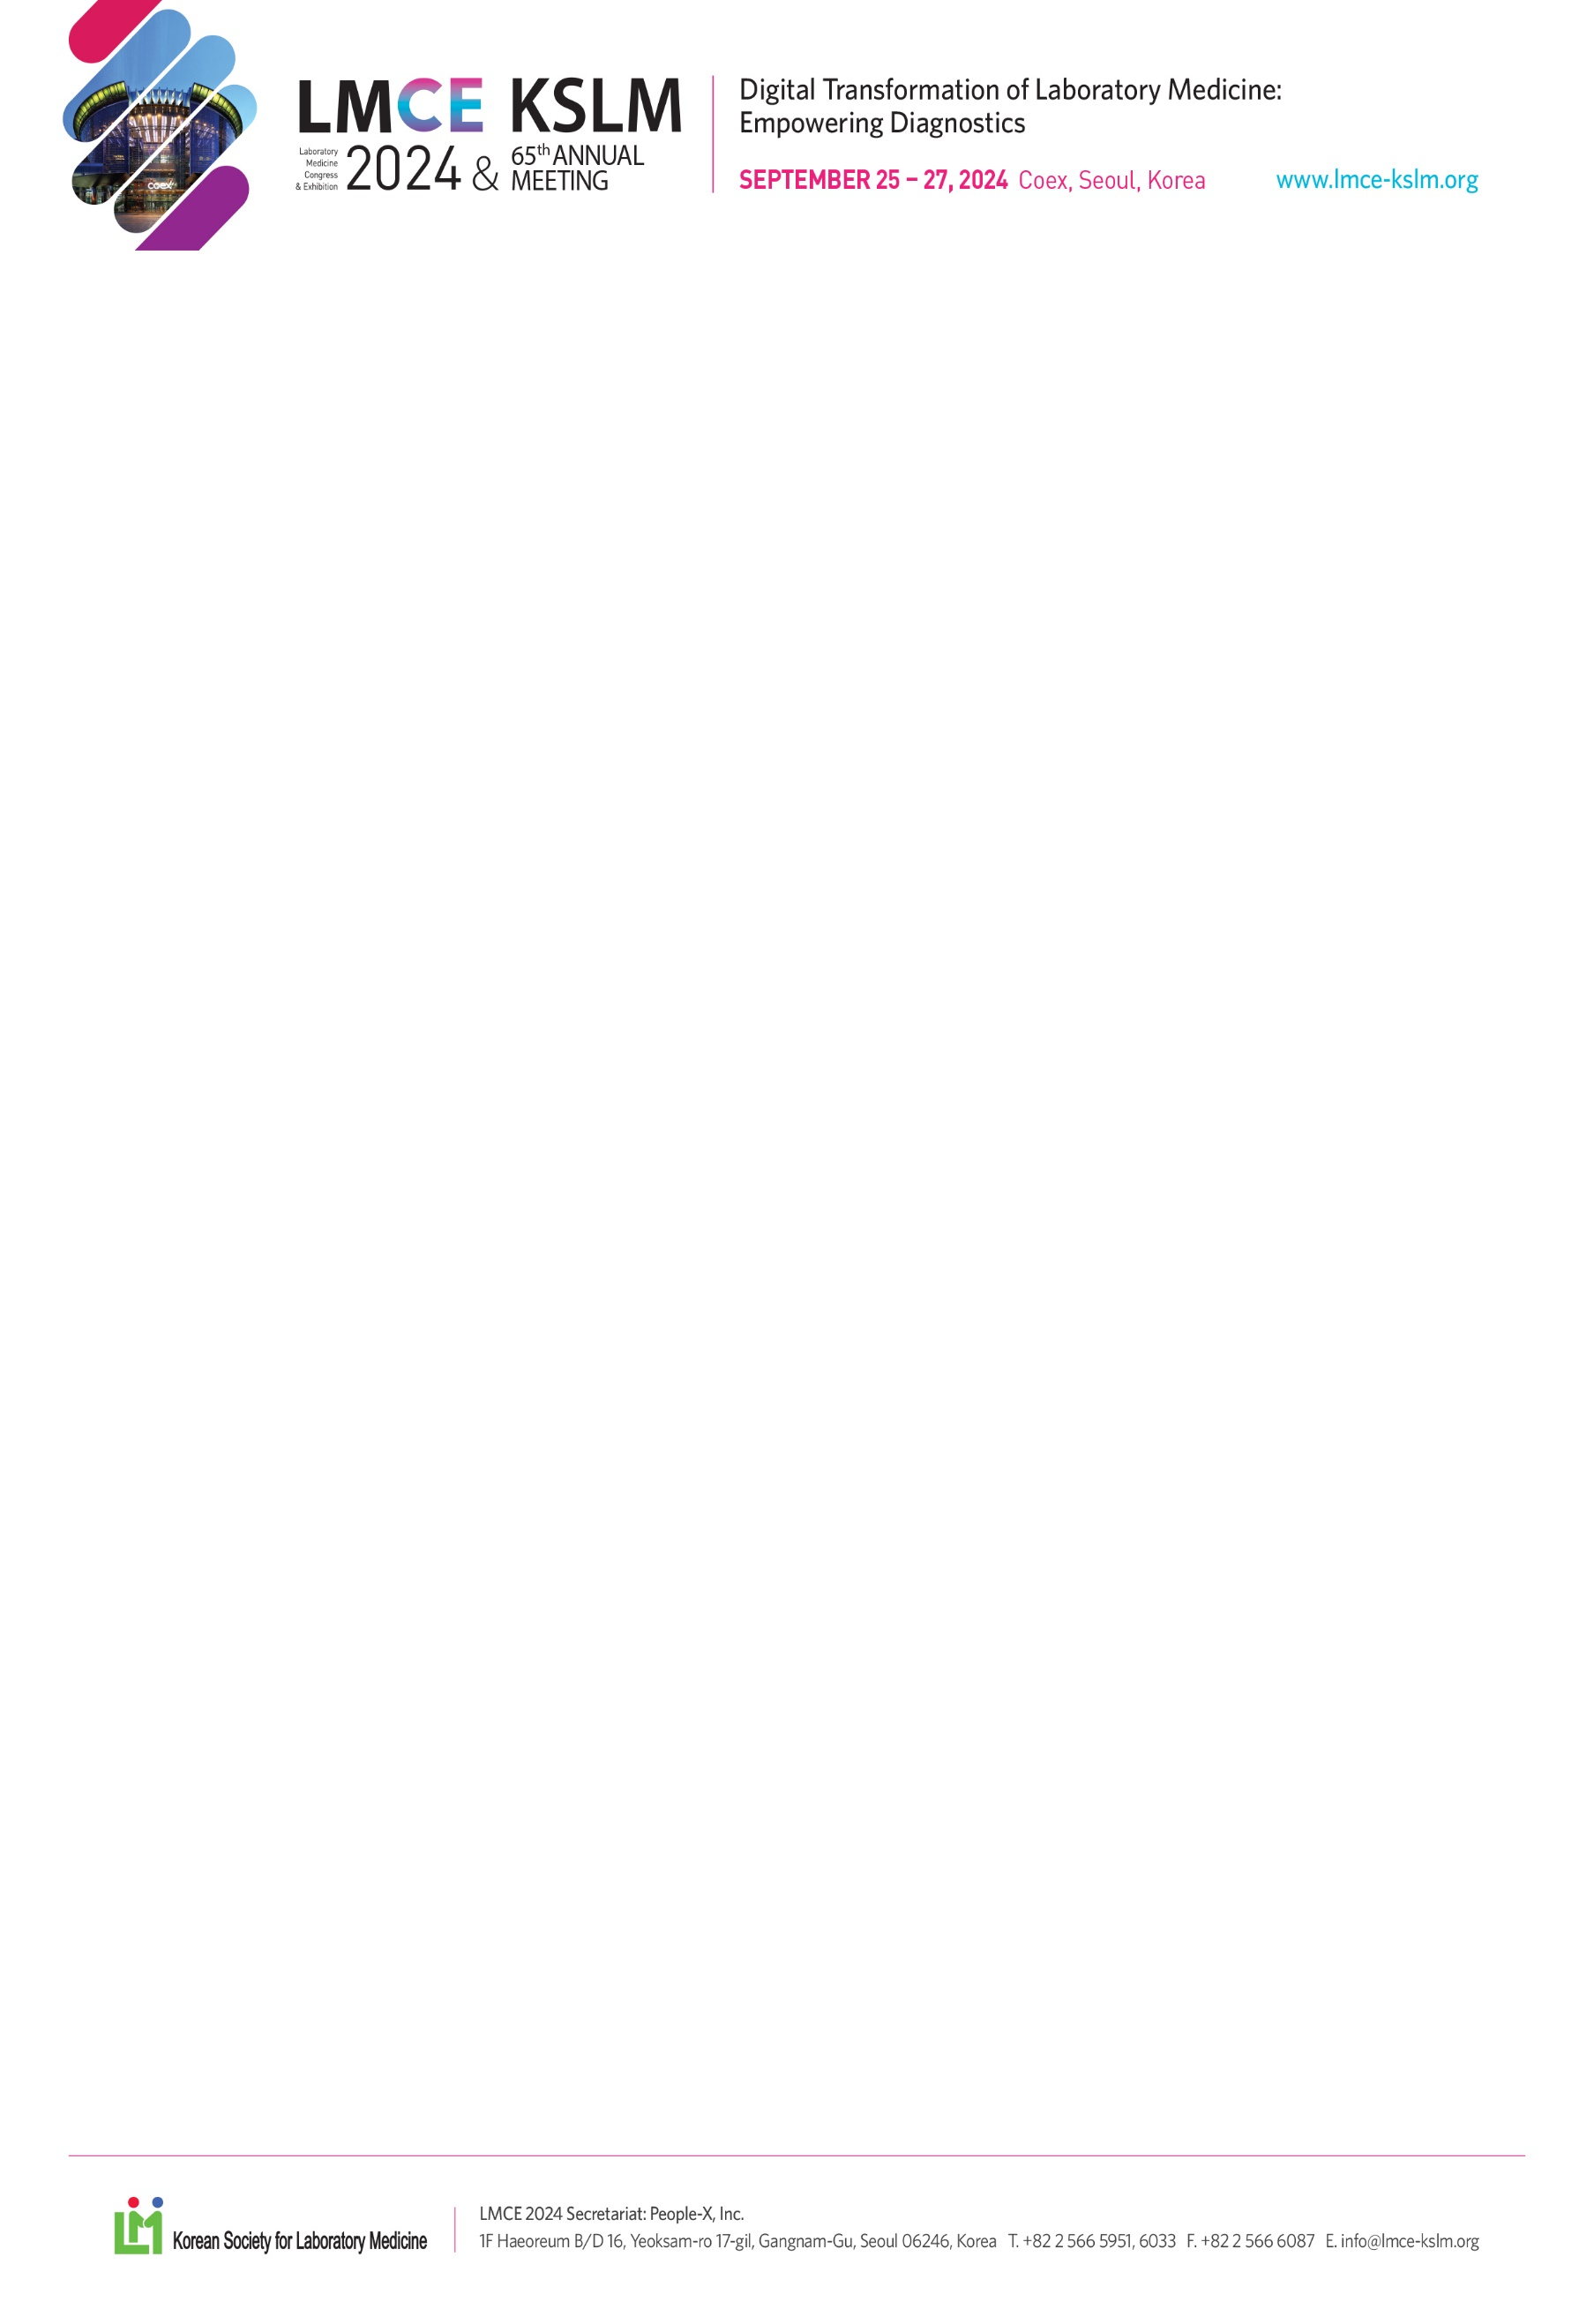 LMCE KSLM
Laboratory
Medicine
Congress
& Exhibition
2024 & 65th ANNUAL
MEETING
Digital Transformation of Laboratory Medicine:
Empowering Diagnostics
SEPTEMBER 25 – 27, 2024 Coex, Seoul, Korea
www.lmce-kslm.org
coex
LM
Korean Society for Laboratory Medicine
LMCE 2024 Secretariat: People-X, Inc.
1F Haeoreum B/D 16, Yeoksam-ro 17-gil, Gangnam-Gu, Seoul 06246, Korea T. +82 2 566 5951, 6033 F. +82 2 566 6087 E. info@lmce-kslm.org